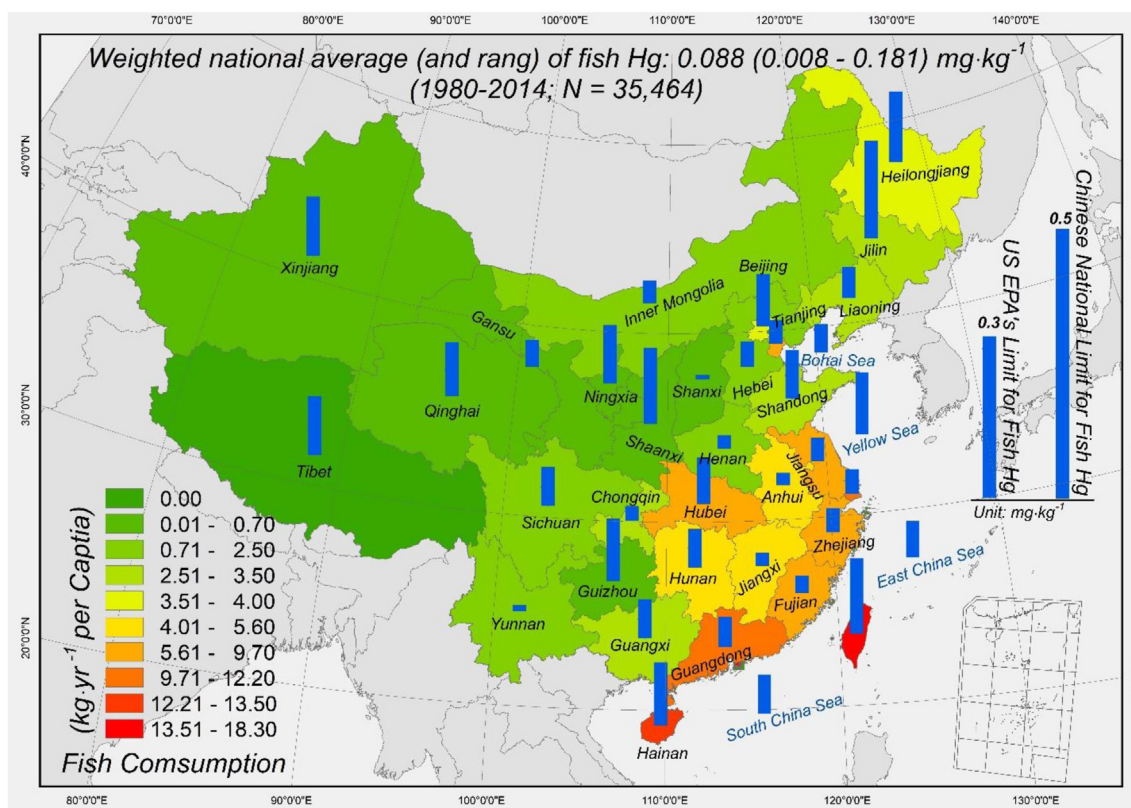 70°0'0"E 80°0'0"E 90°0'0"E 100°0'0"E 110°0'0"E 120°0'0"E 130°0'0"E 140°0'0"E
Weighted national average (and rang) of fish Hg: 0.088 (0.008 - 0.181) mg·kg⁻¹
(1980-2014; N = 35,464)
40°0'0"N
30°0'0"N
20°0'0"N
Heilongjiang
Jilin
Xinjiang
Beijing
Inner Mongolia
Tianjing
Liaoning
Gansu
Bohai Sea
Qinghai
Ningxia
Shanxi
Hebei
Shandong
Tibet
Shaanxi
Henan
Yellow Sea
Jiangsu
Anhui
Chongqin
Sichuan
Hubei
Zhejiang
East China Sea
Guizhou
Hunan
Jiangxi
Fujian
Yunnan
Guangxi
Guangdong
South China Sea
Hainan
0.3
US EPA's Limit for Fish Hg
0.5
Chinese National Limit for Fish Hg
Unit: mg·kg⁻¹
(kg·yr⁻¹ per Captia)
0.00
0.01 - 0.70
0.71 - 2.50
2.51 - 3.50
3.51 - 4.00
4.01 - 5.60
5.61 - 9.70
9.71 - 12.20
12.21 - 13.50
13.51 - 18.30
Fish Comsumption
80°0'0"E 90°0'0"E 100°0'0"E 110°0'0"E 120°0'0"E 130°0'0"E